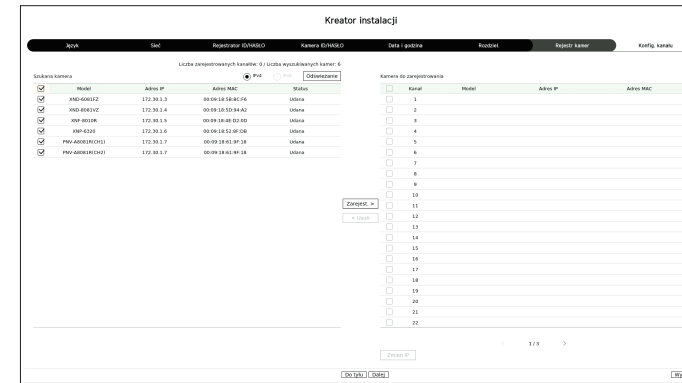 Kreator instalacji
Język Sieć Rejestrator ID/HASŁO Kamera ID/HASŁO Data i godzina Rozdziel. Rejestr kamer Konfig. kanału
Liczba zarejestrowanych kanałów: 0 / Liczba wyszukiwanych kamer: 6
Szukana kamera IPv4 IPv6 Odświeżanie Kamera do zarejestrowania
Model Adres IP Adres MAC Status Kanał Model Adres IP Adres MAC
XND-6081FZ 172.30.1.3 00:09:18:5B:BC:F6 Udana 1
XND-8081VZ 172.30.1.4 00:09:18:5D:94:A2 Udana 2
XNF-8010R 172.30.1.5 00:09:18:4E:D2:0D Udana 3
XNP-6320 172.30.1.6 00:09:18:52:8F:DB Udana 4
PNV-A8081R(CH1) 172.30.1.7 00:09:18:61:9F:18 Udana 5
PNV-A8081R(CH2) 172.30.1.7 00:09:18:61:9F:18 Udana 6
7
8
9
10
Zarejest. > 11
< Usuń 12
13
14
15
16
17
18
19
20
21
22
< 1 / 3 >
Zmień IP
Do tyłu Dalej Wy